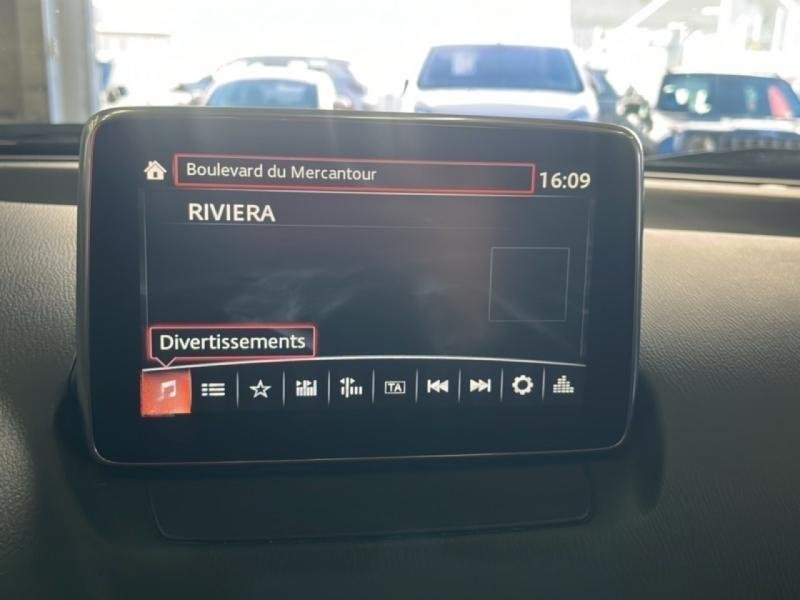 Boulevard du Mercantour
16:09
RIVIERA
Divertissements
TA